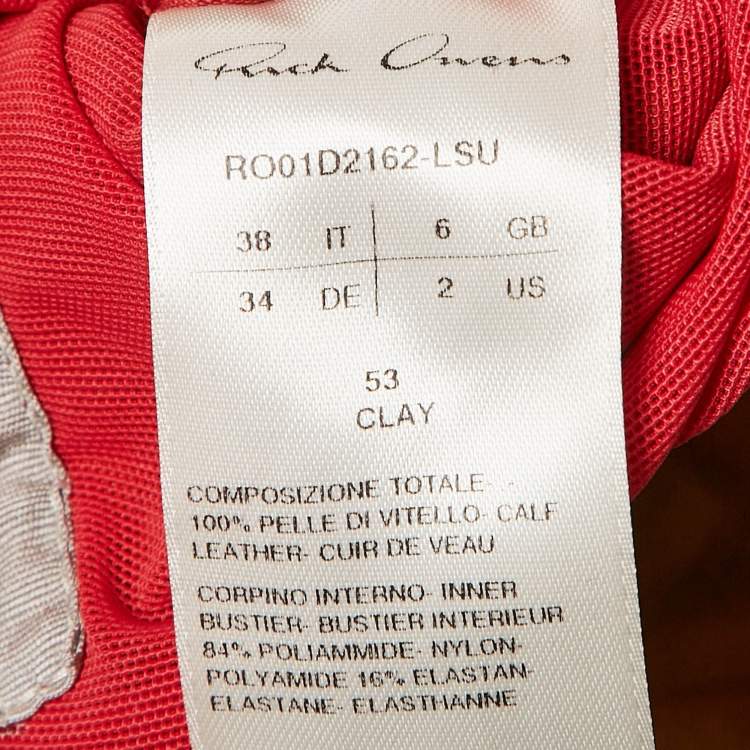 Rick Owens
RO01D2162-LSU
38 IT 6 GB
34 DE 2 US
53
CLAY
COMPOSIZIONE TOTALE-
100% PELLE DI VITELLO- CALF
LEATHER- CUIR DE VEAU
CORPINO INTERNO- INNER
BUSTIER- BUSTIER INTERIEUR
84% POLIAMMIDE- NYLON-
POLYAMIDE 16% ELASTAN-
ELASTANE- ELASTHANNE